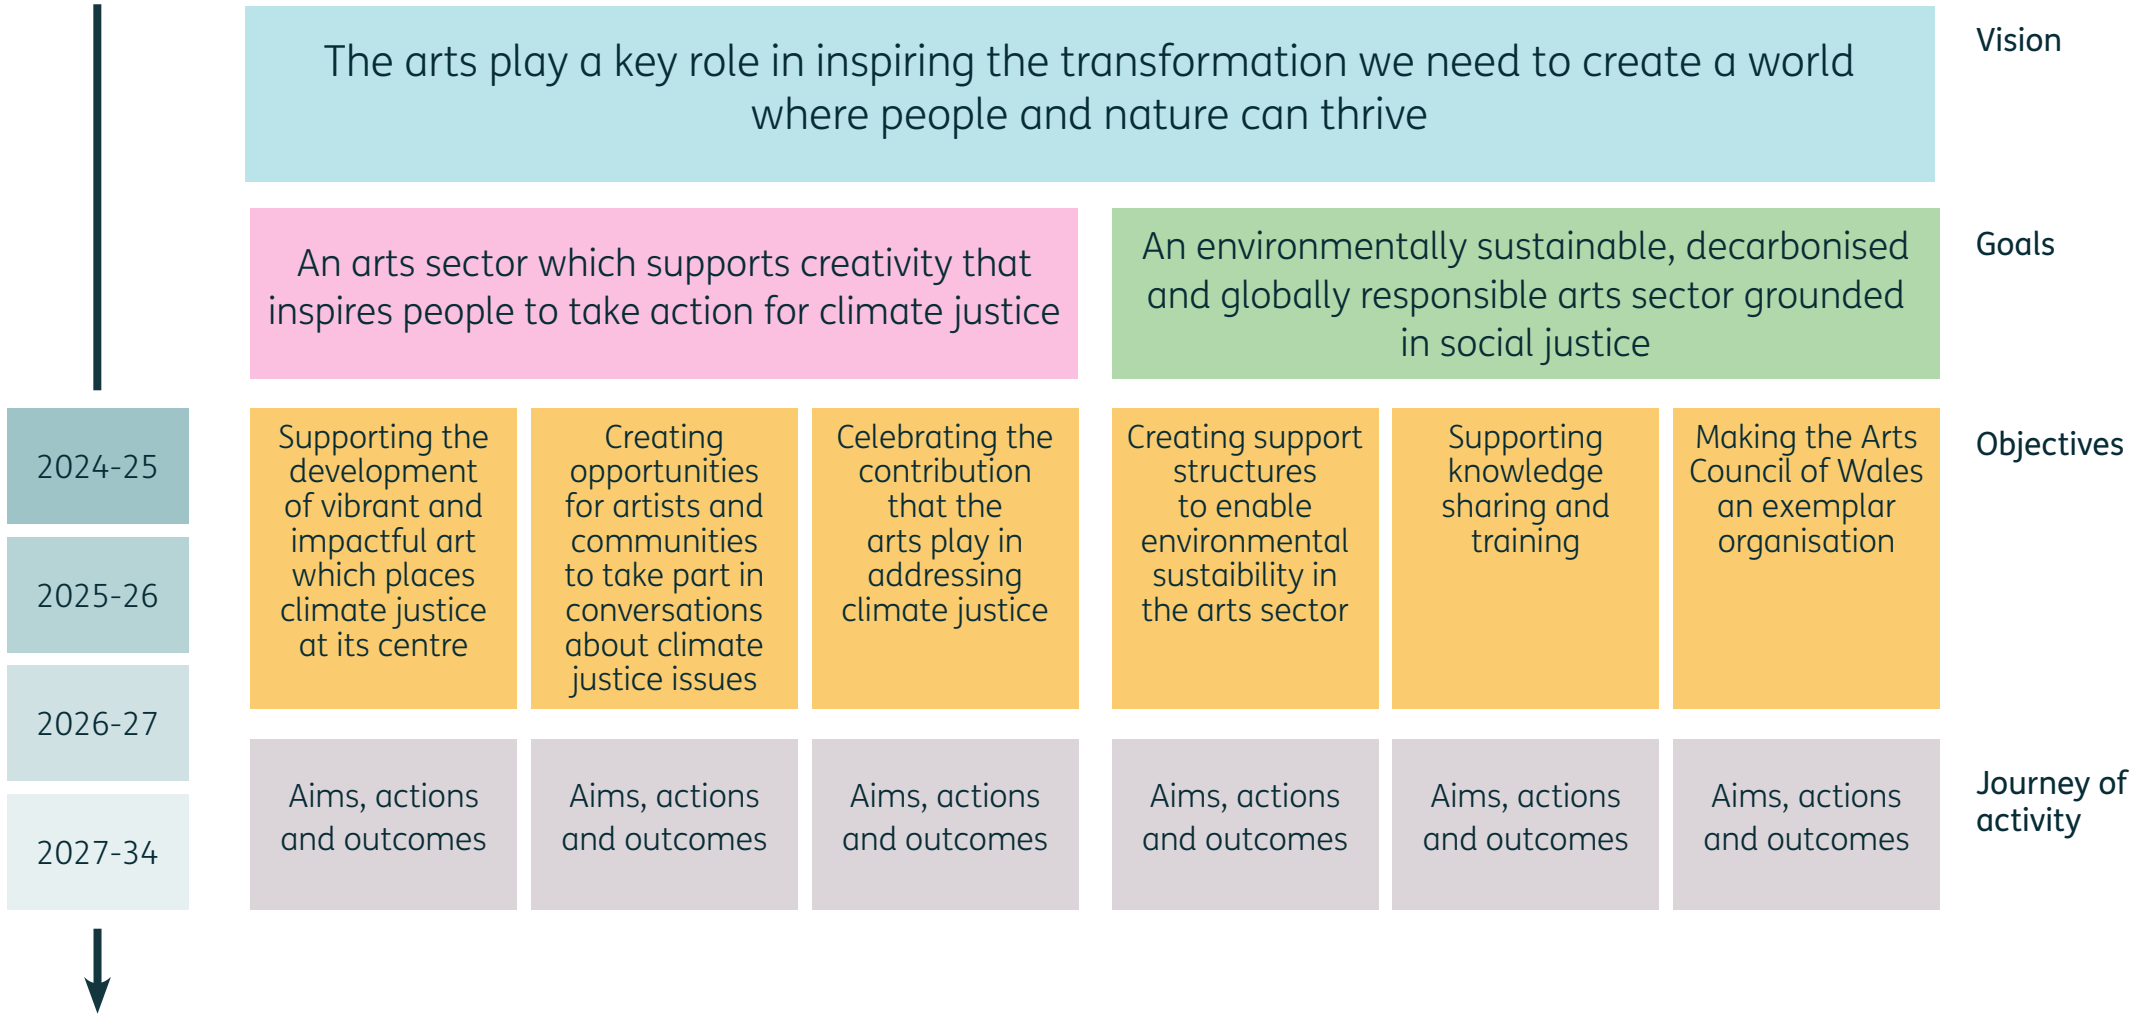 The arts play a key role in inspiring the transformation we need to create a world
where people and nature can thrive
Vision
An arts sector which supports creativity that
inspires people to take action for climate justice
An environmentally sustainable, decarbonised
and globally responsible arts sector grounded
in social justice
Goals
2024-25
2025-26
2026-27
2027-34
Supporting the
development
of vibrant and
impactful art
which places
climate justice
at its centre
Creating
opportunities
for artists and
communities
to take part in
conversations
about climate
justice issues
Celebrating the
contribution
that the
arts play in
addressing
climate justice
Creating support
structures
to enable
environmental
sustaibility in
the arts sector
Supporting
knowledge
sharing and
training
Making the Arts
Council of Wales
an exemplar
organisation
Objectives
Aims, actions
and outcomes
Aims, actions
and outcomes
Aims, actions
and outcomes
Aims, actions
and outcomes
Aims, actions
and outcomes
Aims, actions
and outcomes
Journey of
activity